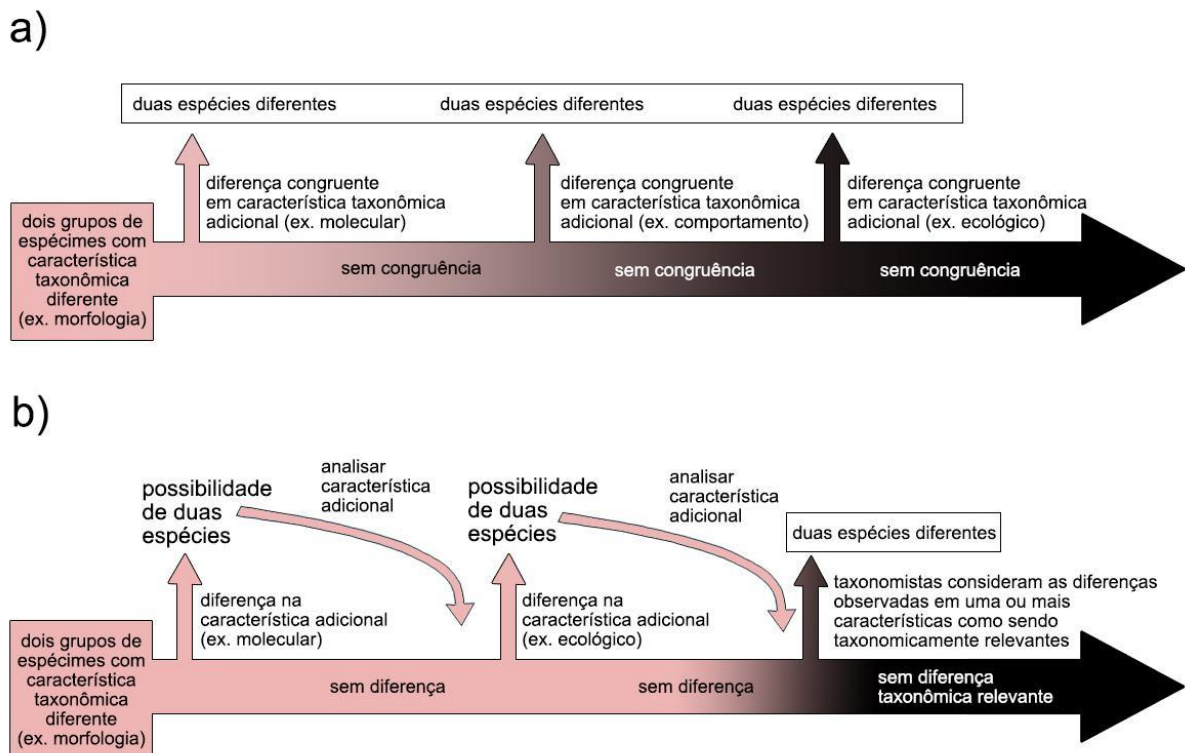 a)
duas espécies diferentes
duas espécies diferentes
duas espécies diferentes
diferença congruente
em característica taxonômica
adicional (ex. molecular)
diferença congruente
em característica taxonômica
adicional (ex. comportamento)
diferença congruente
em característica taxonômica
adicional (ex. ecológico)
dois grupos de
espécimes com
característica
taxonômica
diferente
(ex. morfologia)
sem congruência
sem congruência
sem congruência
b)
possibilidade
de duas
espécies
analisar
característica
adicional
possibilidade
de duas
espécies
analisar
característica
adicional
duas espécies diferentes
diferença na
característica adicional
(ex. molecular)
diferença na
característica adicional
(ex. ecológico)
taxonomistas consideram as diferenças
observadas em uma ou mais
características como sendo
taxonomicamente relevantes
dois grupos de
espécimes com
característica
taxonômica
diferente
(ex. morfologia)
sem diferença
sem diferença
sem diferença
taxonômica relevante